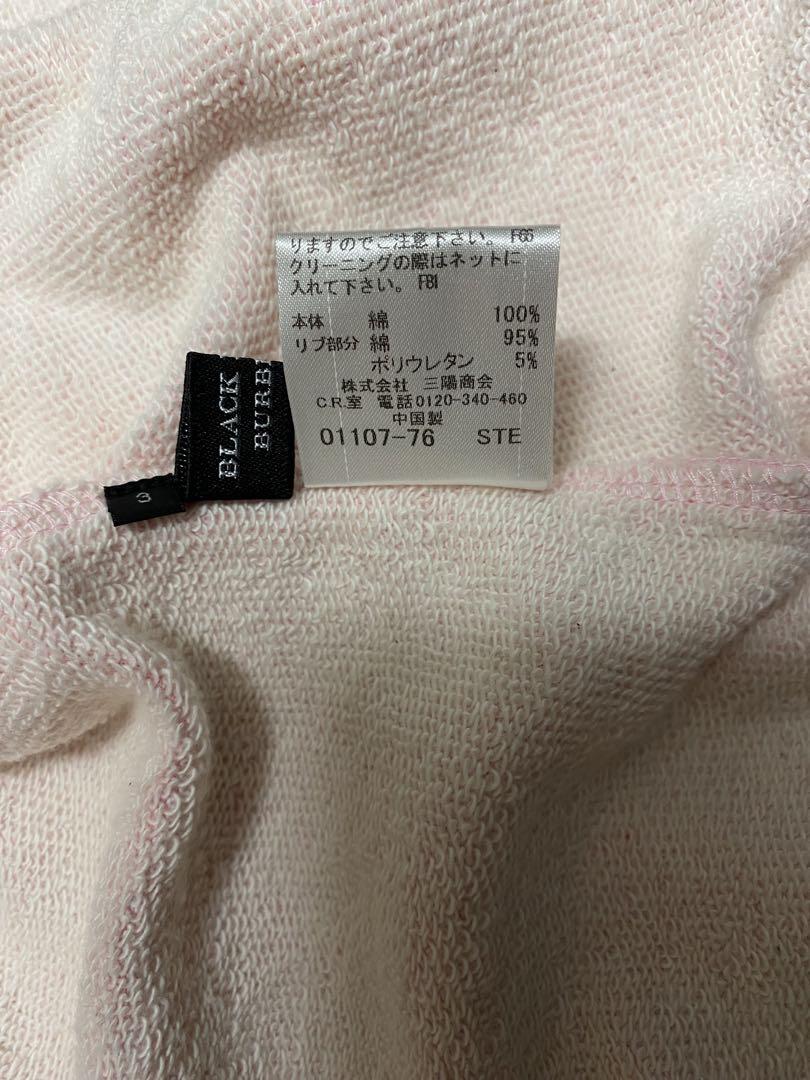 りますのでご注意下さい。 F66
クリーニングの際はネットに
入れて下さい。 F81
本体 綿 100%
リブ部分 綿 95%
ポリウレタン 5%
株式会社 三陽商会
C.R.室 電話0120-340-460
中国製
01107-76 STE
BLACK
BURB
3